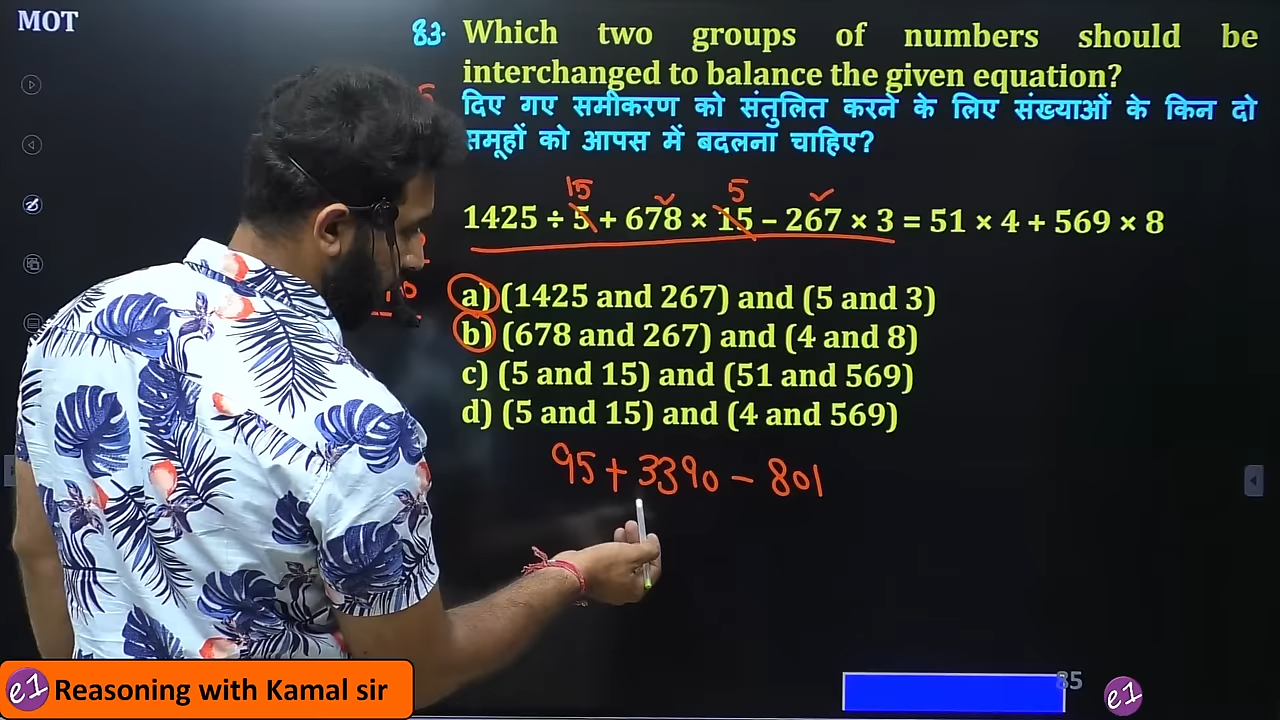 MOT
83. Which two groups of numbers should be
interchanged to balance the given equation?
दिए गए समीकरण को संतुलित करने के लिए संख्याओं के किन दो
समूहों को आपस में बदलना चाहिए?
15 5
1425 ÷ 5 + 678 × 15 – 267 × 3 = 51 × 4 + 569 × 8
a) (1425 and 267) and (5 and 3)
b) (678 and 267) and (4 and 8)
c) (5 and 15) and (51 and 569)
d) (5 and 15) and (4 and 569)
95 + 3390 – 801
e1 Reasoning with Kamal sir
85
e1